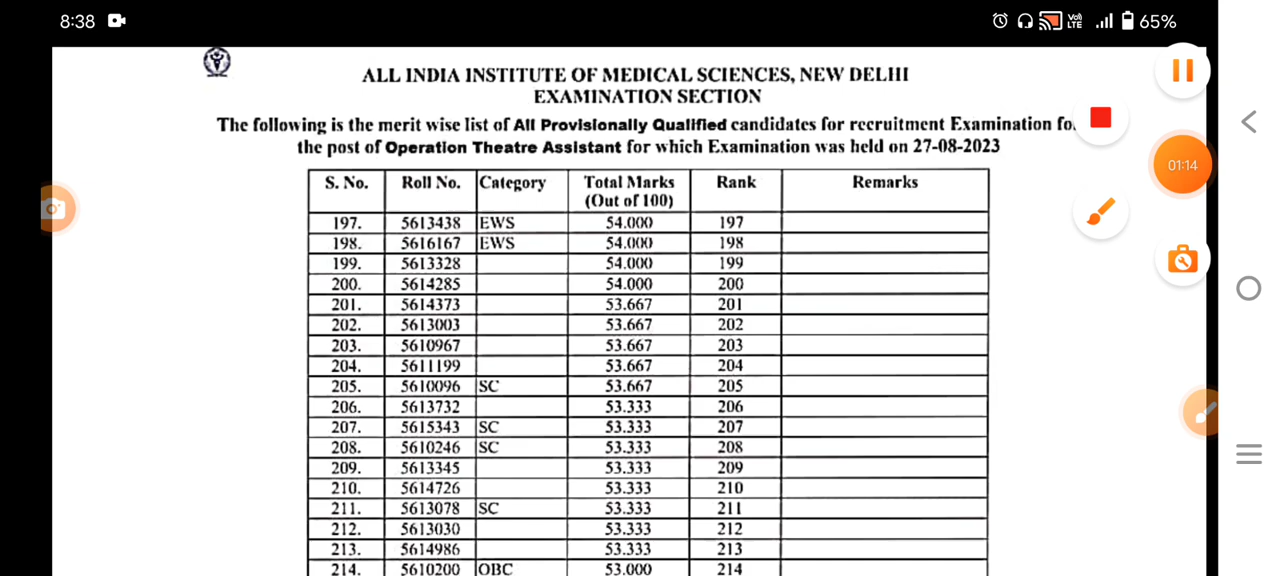 8:38 Vo) LTE 65%
ALL INDIA INSTITUTE OF MEDICAL SCIENCES, NEW DELHI
EXAMINATION SECTION
The following is the merit wise list of All Provisionally Qualified candidates for recruitment Examination fo
the post of Operation Theatre Assistant for which Examination was held on 27-08-2023
01:14
S. No. Roll No. Category Total Marks (Out of 100) Rank Remarks
197. 5613438 EWS 54.000 197
198. 5616167 EWS 54.000 198
199. 5613328 54.000 199
200. 5614285 54.000 200
201. 5614373 53.667 201
202. 5613003 53.667 202
203. 5610967 53.667 203
204. 5611199 53.667 204
205. 5610096 SC 53.667 205
206. 5613732 53.333 206
207. 5615343 SC 53.333 207
208. 5610246 SC 53.333 208
209. 5613345 53.333 209
210. 5614726 53.333 210
211. 5613078 SC 53.333 211
212. 5613030 53.333 212
213. 5614986 53.333 213
214. 5610200 OBC 53.000 214